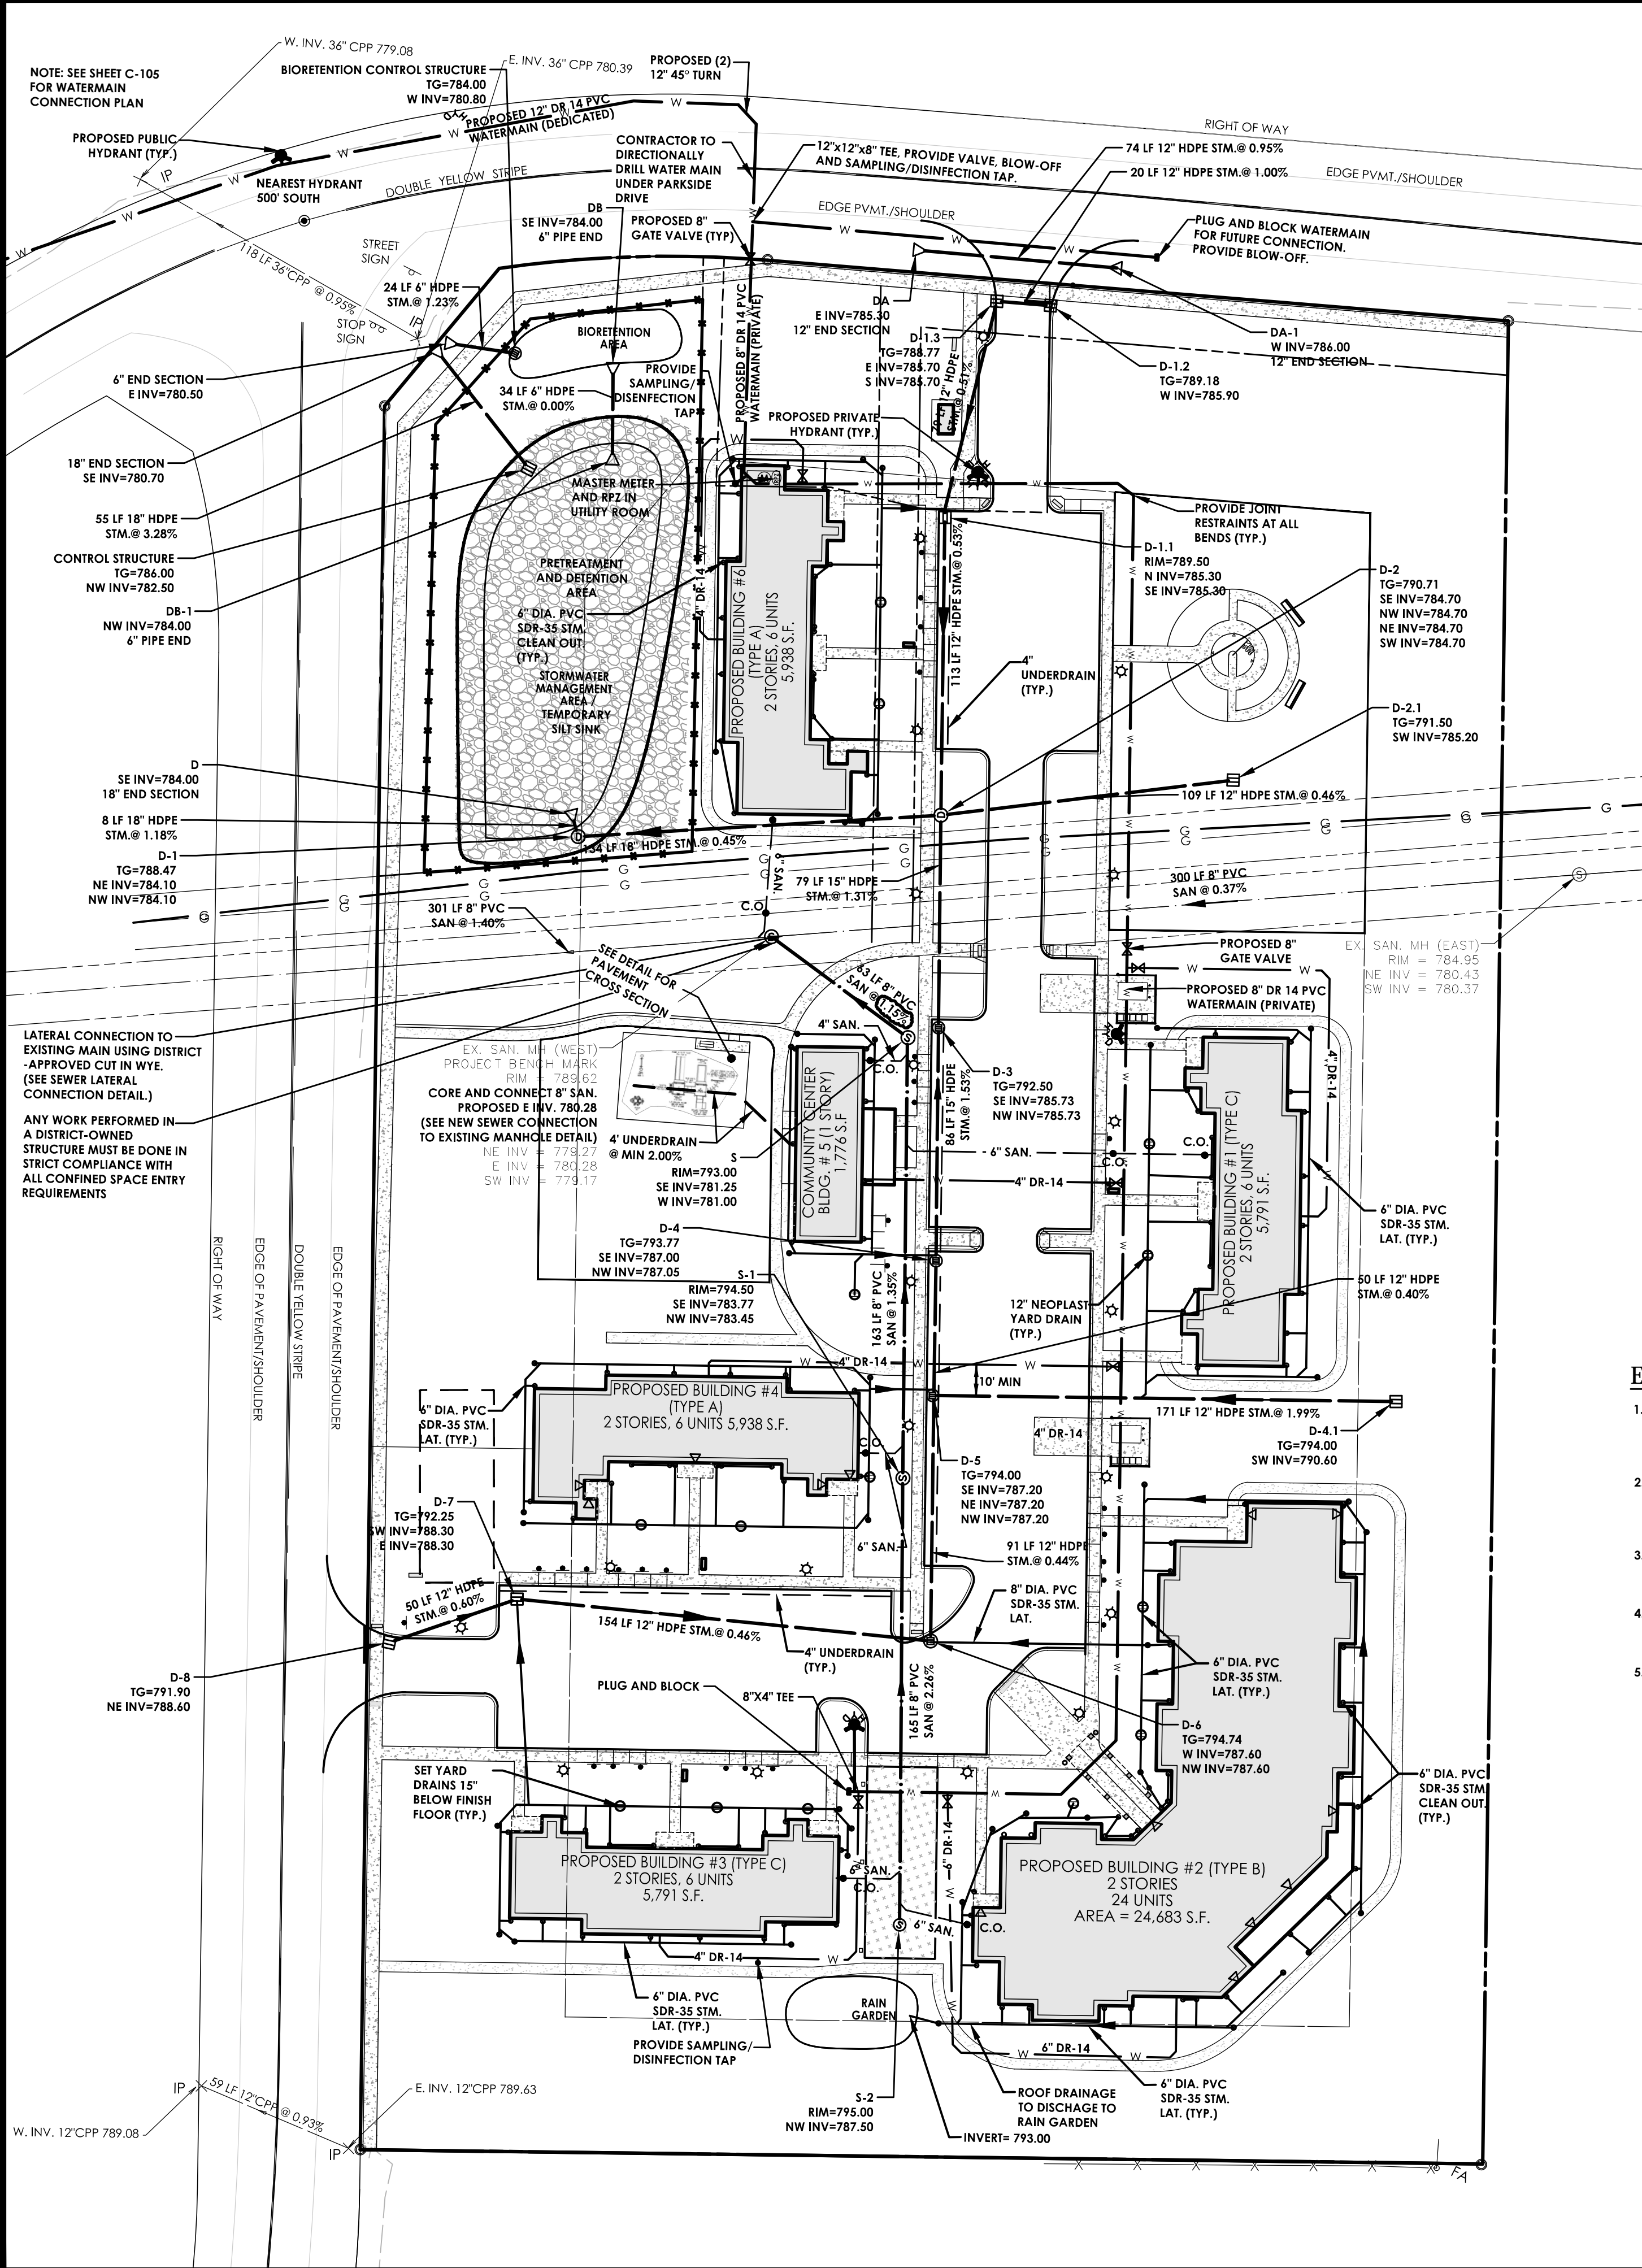 W. INV. 36" CPP 779.08
NOTE: SEE SHEET C-105
FOR WATERMAIN
CONNECTION PLAN
BIORETENTION CONTROL STRUCTURE
TG=784.00
W INV=780.80
E. INV. 36" CPP 780.39
PROPOSED (2)
12" 45° TURN
PROPOSED 12" DR 14 PVC
WATERMAIN (DEDICATED)
PROPOSED PUBLIC
HYDRANT (TYP.)
IP
NEAREST HYDRANT
500' SOUTH
DOUBLE YELLOW STRIPE
CONTRACTOR TO
DIRECTIONALLY
DRILL WATER MAIN
UNDER PARKSIDE
DRIVE
12"x12"x8" TEE, PROVIDE VALVE, BLOW-OFF
AND SAMPLING/DISINFECTION TAP.
RIGHT OF WAY
74 LF 12" HDPE STM.@ 0.95%
20 LF 12" HDPE STM.@ 1.00%
EDGE PVMT./SHOULDER
EDGE PVMT./SHOULDER
DB
SE INV=784.00
6" PIPE END
PROPOSED 8"
GATE VALVE (TYP)
PLUG AND BLOCK WATERMAIN
FOR FUTURE CONNECTION.
PROVIDE BLOW-OFF.
STREET
SIGN
118 LF 36"CPP @ 0.95%
24 LF 6" HDPE
STM.@ 1.23%
STOP
SIGN
IP
BIORETENTION
AREA
PROPOSED 8" DR 14 PVC
WATERMAIN (PRIVATE)
DA
E INV=785.30
12" END SECTION
D-1.3
TG=788.77
E INV=785.70
S INV=785.70
DA-1
W INV=786.00
12" END SECTION
D-1.2
TG=789.18
W INV=785.90
6" END SECTION
E INV=780.50
34 LF 6" HDPE
STM.@ 0.00%
PROVIDE
SAMPLING/
DISENFECTION
TAP
12" HDPE
STM.@ 0.51%
PROPOSED PRIVATE
HYDRANT (TYP.)
18" END SECTION
SE INV=780.70
55 LF 18" HDPE
STM.@ 3.28%
CONTROL STRUCTURE
TG=786.00
NW INV=782.50
DB-1
NW INV=784.00
6" PIPE END
MASTER METER
AND RPZ IN
UTILITY ROOM
PRETREATMENT
AND DETENTION
AREA
6" DIA. PVC
SDR-35 STM.
CLEAN OUT.
(TYP.)
STORMWATER
MANAGEMENT
AREA /
TEMPORARY
SILT SINK
4" DR-14
PROPOSED BUILDING #6
(TYPE A)
2 STORIES, 6 UNITS
5,938 S.F.
113 LF 12" HDPE STM.@ 0.53%
PROVIDE JOINT
RESTRAINTS AT ALL
BENDS (TYP.)
D-1.1
RIM=789.50
N INV=785.30
SE INV=785.30
D-2
TG=790.71
SE INV=784.70
NW INV=784.70
NE INV=784.70
SW INV=784.70
4"
UNDERDRAIN
(TYP.)
D-2.1
TG=791.50
SW INV=785.20
D
SE INV=784.00
18" END SECTION
8 LF 18" HDPE
STM.@ 1.18%
D-1
TG=788.47
NE INV=784.10
NW INV=784.10
134 LF 18" HDPE STM.@ 0.45%
109 LF 12" HDPE STM.@ 0.46%
79 LF 15" HDPE
STM.@ 1.31%
300 LF 8" PVC
SAN @ 0.37%
301 LF 8" PVC
SAN @ 1.40%
C.O.
SEE DETAIL FOR
PAVEMENT
CROSS SECTION
63 LF 8" PVC
SAN @ 1.15%
PROPOSED 8"
GATE VALVE
EX. SAN. MH (EAST)
RIM = 784.95
NE INV = 780.43
SW INV = 780.37
PROPOSED 8" DR 14 PVC
WATERMAIN (PRIVATE)
LATERAL CONNECTION TO
EXISTING MAIN USING DISTRICT
-APPROVED CUT IN WYE.
(SEE SEWER LATERAL
CONNECTION DETAIL.)
ANY WORK PERFORMED IN
A DISTRICT-OWNED
STRUCTURE MUST BE DONE IN
STRICT COMPLIANCE WITH
ALL CONFINED SPACE ENTRY
REQUIREMENTS
EX. SAN. MH (WEST)
PROJECT BENCH MARK
RIM = 789.62
CORE AND CONNECT 8" SAN.
PROPOSED E INV. 780.28
(SEE NEW SEWER CONNECTION
TO EXISTING MANHOLE DETAIL)
NE INV = 779.27
E INV = 780.28
SW INV = 779.17
4' UNDERDRAIN
@ MIN 2.00%
4" SAN.
C.O.
COMMUNITY CENTER
BLDG. # 5 (1 STORY)
1,776 S.F
86 LF 15" HDPE
STM.@ 1.53%
D-3
TG=792.50
SE INV=785.73
NW INV=785.73
6" SAN.
C.O.
C.O.
4" DR-14
4" DR-14
PROPOSED BUILDING #1 (TYPE C)
2 STORIES, 6 UNITS
5,791 S.F.
6" DIA. PVC
SDR-35 STM.
LAT. (TYP.)
S
RIM=793.00
SE INV=781.25
W INV=781.00
D-4
TG=793.77
SE INV=787.00
NW INV=787.05
S-1
RIM=794.50
SE INV=783.77
NW INV=783.45
163 LF 8" PVC
SAN @ 1.35%
50 LF 12" HDPE
STM.@ 0.40%
12" NEOPLAST
YARD DRAIN
(TYP.)
RIGHT OF WAY
EDGE OF PAVEMENT/SHOULDER
DOUBLE YELLOW STRIPE
EDGE OF PAVEMENT/SHOULDER
4" DR-14
10' MIN
6" DIA. PVC
SDR-35 STM.
LAT. (TYP.)
PROPOSED BUILDING #4
(TYPE A)
2 STORIES, 6 UNITS 5,938 S.F.
C.O.
171 LF 12" HDPE STM.@ 1.99%
D-4.1
TG=794.00
SW INV=790.60
4" DR-14
D-5
TG=794.00
SE INV=787.20
NE INV=787.20
NW INV=787.20
D-7
TG=792.25
SW INV=788.30
E INV=788.30
6" SAN.
91 LF 12" HDPE
STM.@ 0.44%
50 LF 12" HDPE
STM.@ 0.60%
154 LF 12" HDPE STM.@ 0.46%
4" UNDERDRAIN
(TYP.)
8" DIA. PVC
SDR-35 STM.
LAT.
6" DIA. PVC
SDR-35 STM.
LAT. (TYP.)
D-8
TG=791.90
NE INV=788.60
PLUG AND BLOCK
8"X4" TEE
165 LF 8" PVC
SAN @ 2.26%
D-6
TG=794.74
W INV=787.60
NW INV=787.60
SET YARD
DRAINS 15"
BELOW FINISH
FLOOR (TYP.)
6" DIA. PVC
SDR-35 STM.
CLEAN OUT.
(TYP.)
6" DR-14
PROPOSED BUILDING #3 (TYPE C)
2 STORIES, 6 UNITS
5,791 S.F.
6" SAN.
C.O.
PROPOSED BUILDING #2 (TYPE B)
2 STORIES
24 UNITS
AREA = 24,683 S.F.
6" SAN.
C.O.
4" DR-14
6" DIA. PVC
SDR-35 STM.
LAT. (TYP.)
RAIN
GARDEN
PROVIDE SAMPLING/
DISINFECTION TAP
6" DR-14
6" DIA. PVC
SDR-35 STM.
LAT. (TYP.)
ROOF DRAINAGE
TO DISCHAGE TO
RAIN GARDEN
S-2
RIM=795.00
NW INV=787.50
INVERT= 793.00
IP
59 LF 12"CPP @ 0.93%
E. INV. 12"CPP 789.63
W. INV. 12"CPP 789.08
IP
FA
E
1.
2
3.
4
5.